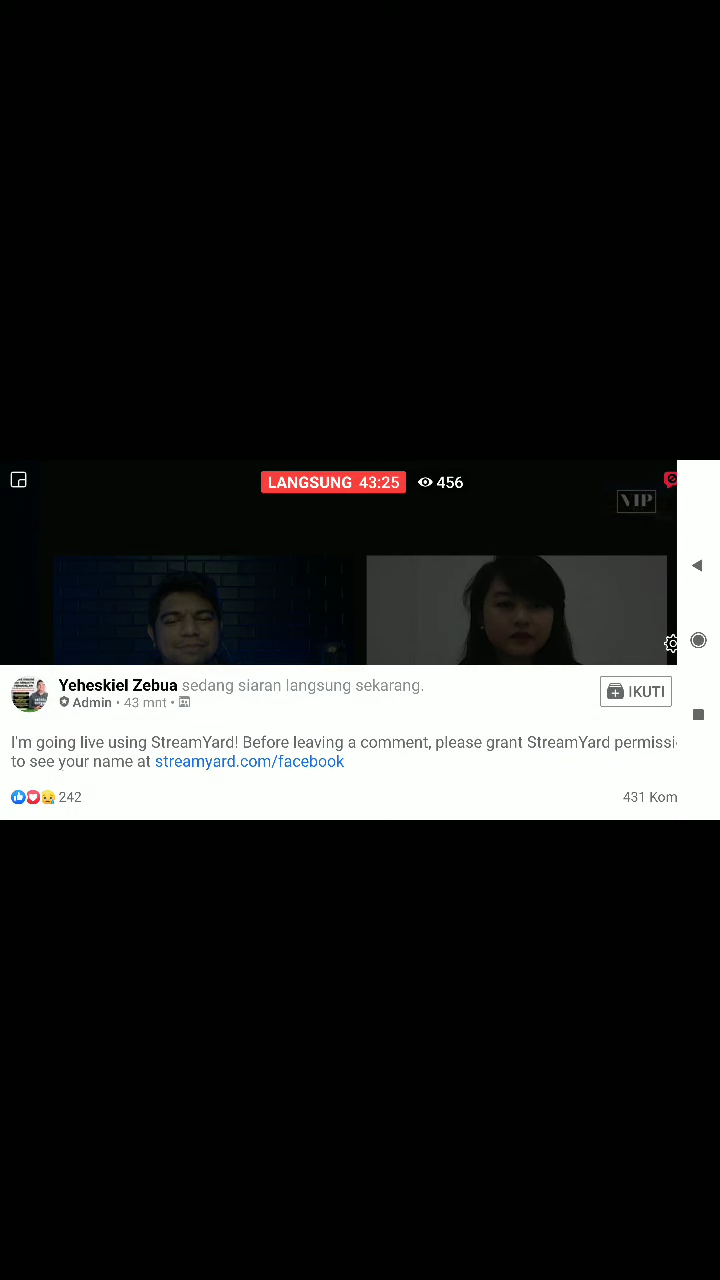 LANGSUNG 43:25 456
VIP
Yeheskiel Zebua sedang siaran langsung sekarang.
Admin • 43 mnt •
IKUTI
I'm going live using StreamYard! Before leaving a comment, please grant StreamYard permissi
to see your name at streamyard.com/facebook
242
431 Kom